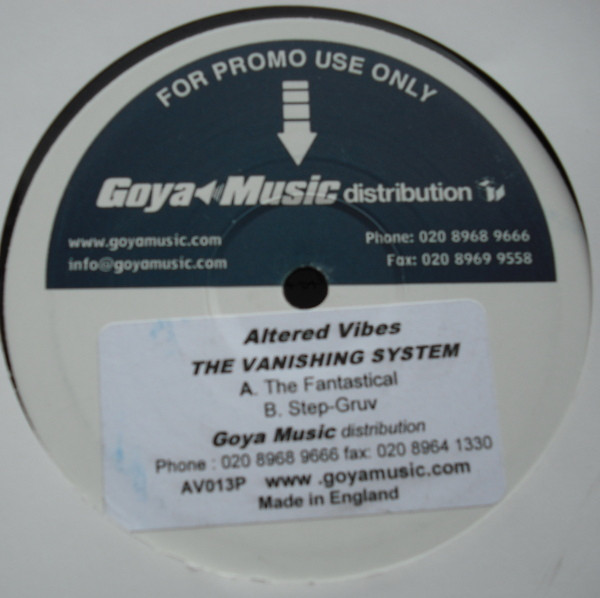 FOR PROMO USE ONLY
Goya Music distribution
www.goyamusic.com
Phone: 020 8968 9666
info@goyamusic.com
Fax: 020 8969 9558
Altered Vibes
THE VANISHING SYSTEM
A. The Fantastical
B. Step-Gruv
Goya Music distribution
Phone : 020 8968 9666 fax: 020 8964 1330
AV013P www .goyamusic.com
Made in England